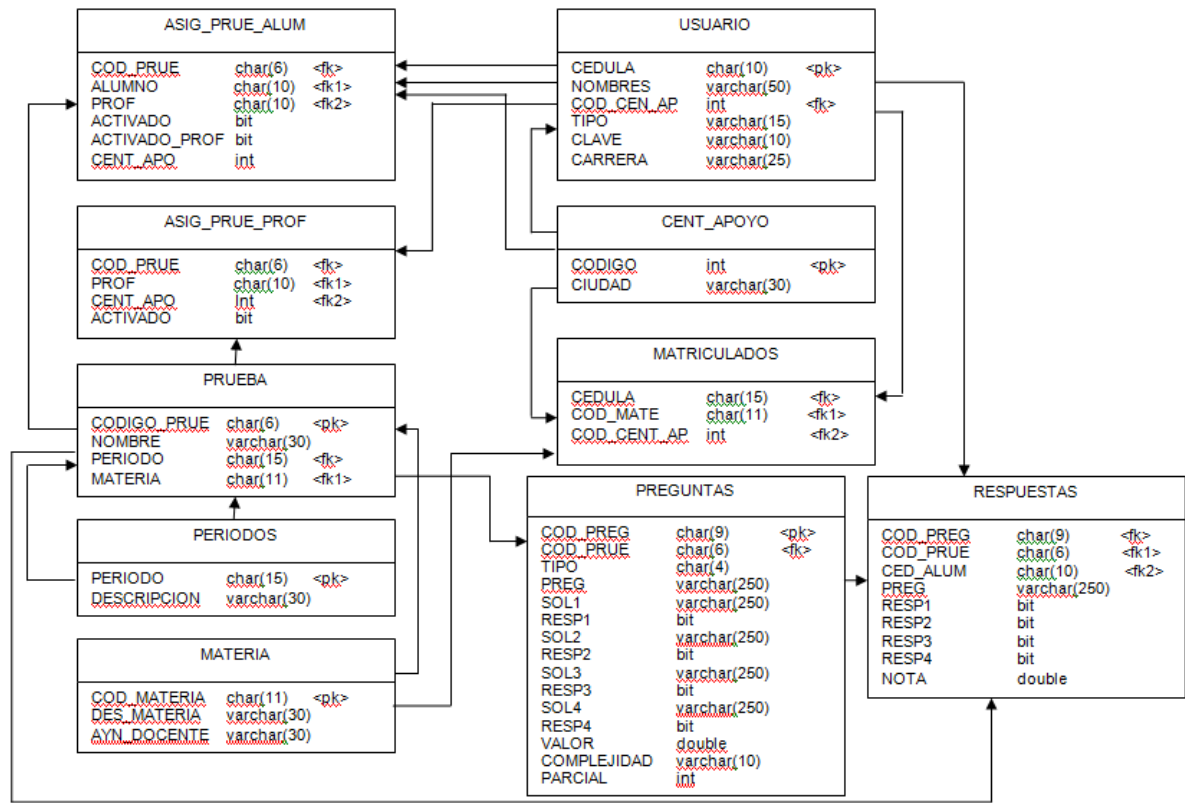 ASIG_PRUE_ALUM
COD_PRUE char(6) <fk>
ALUMNO char(10) <fk1>
PROF char(10) <fk2>
ACTIVADO bit
ACTIVADO_PROF bit
CENT_APO int
USUARIO
CEDULA char(10) <pk>
NOMBRES varchar(50)
COD_CEN_AP int <fk>
TIPO varchar(15)
CLAVE varchar(10)
CARRERA varchar(25)
ASIG_PRUE_PROF
COD_PRUE char(6) <fk>
PROF char(10) <fk1>
CENT_APO Int <fk2>
ACTIVADO bit
CENT_APOYO
CODIGO int <pk>
CIUDAD varchar(30)
MATRICULADOS
CEDULA char(15) <fk>
COD_MATE char(11) <fk1>
COD_CENT_AP int <fk2>
PRUEBA
CODIGO_PRUE char(6) <pk>
NOMBRE varchar(30)
PERIODO char(15) <fk>
MATERIA char(11) <fk1>
PERIODOS
PERIODO char(15) <pk>
DESCRIPCION varchar(30)
MATERIA
COD_MATERIA char(11) <pk>
DES_MATERIA varchar(30)
AYN_DOCENTE varchar(30)
PREGUNTAS
COD_PREG char(9) <pk>
COD_PRUE char(6) <fk>
TIPO char(4)
PREG varchar(250)
SOL1 varchar(250)
RESP1 bit
SOL2 varchar(250)
RESP2 bit
SOL3 varchar(250)
RESP3 bit
SOL4 varchar(250)
RESP4 bit
VALOR double
COMPLEJIDAD varchar(10)
PARCIAL int
RESPUESTAS
COD_PREG char(9) <fk>
COD_PRUE char(6) <fk1>
CED_ALUM char(10) <fk2>
PREG varchar(250)
RESP1 bit
RESP2 bit
RESP3 bit
RESP4 bit
NOTA double